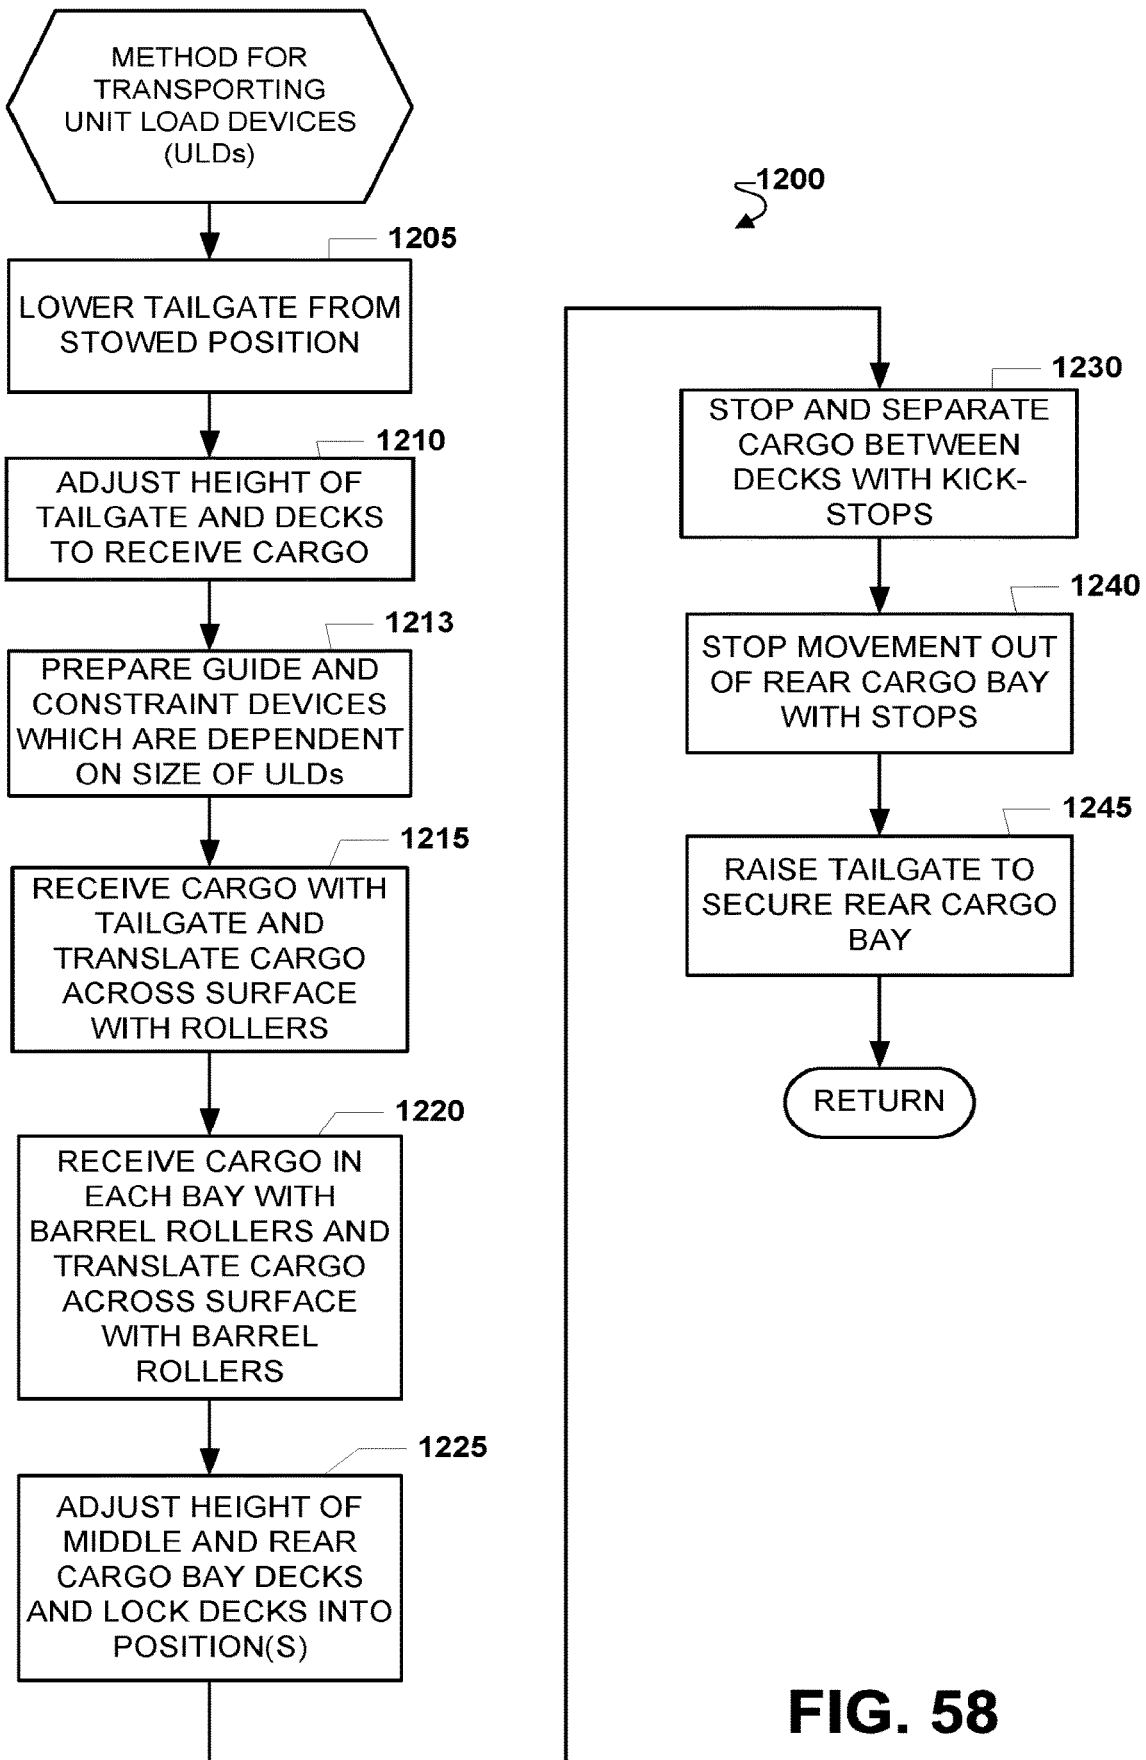 METHOD FOR
TRANSPORTING
UNIT LOAD DEVICES
(ULDs)
1205
LOWER TAILGATE FROM
STOWED POSITION
1210
ADJUST HEIGHT OF
TAILGATE AND DECKS
TO RECEIVE CARGO
1213
PREPARE GUIDE AND
CONSTRAINT DEVICES
WHICH ARE DEPENDENT
ON SIZE OF ULDs
1215
RECEIVE CARGO WITH
TAILGATE AND
TRANSLATE CARGO
ACROSS SURFACE
WITH ROLLERS
1220
RECEIVE CARGO IN
EACH BAY WITH
BARREL ROLLERS AND
TRANSLATE CARGO
ACROSS SURFACE
WITH BARREL
ROLLERS
1225
ADJUST HEIGHT OF
MIDDLE AND REAR
CARGO BAY DECKS
AND LOCK DECKS INTO
POSITION(S)
1200
1230
STOP AND SEPARATE
CARGO BETWEEN
DECKS WITH KICK-
STOPS
1240
STOP MOVEMENT OUT
OF REAR CARGO BAY
WITH STOPS
1245
RAISE TAILGATE TO
SECURE REAR CARGO
BAY
RETURN
FIG. 58